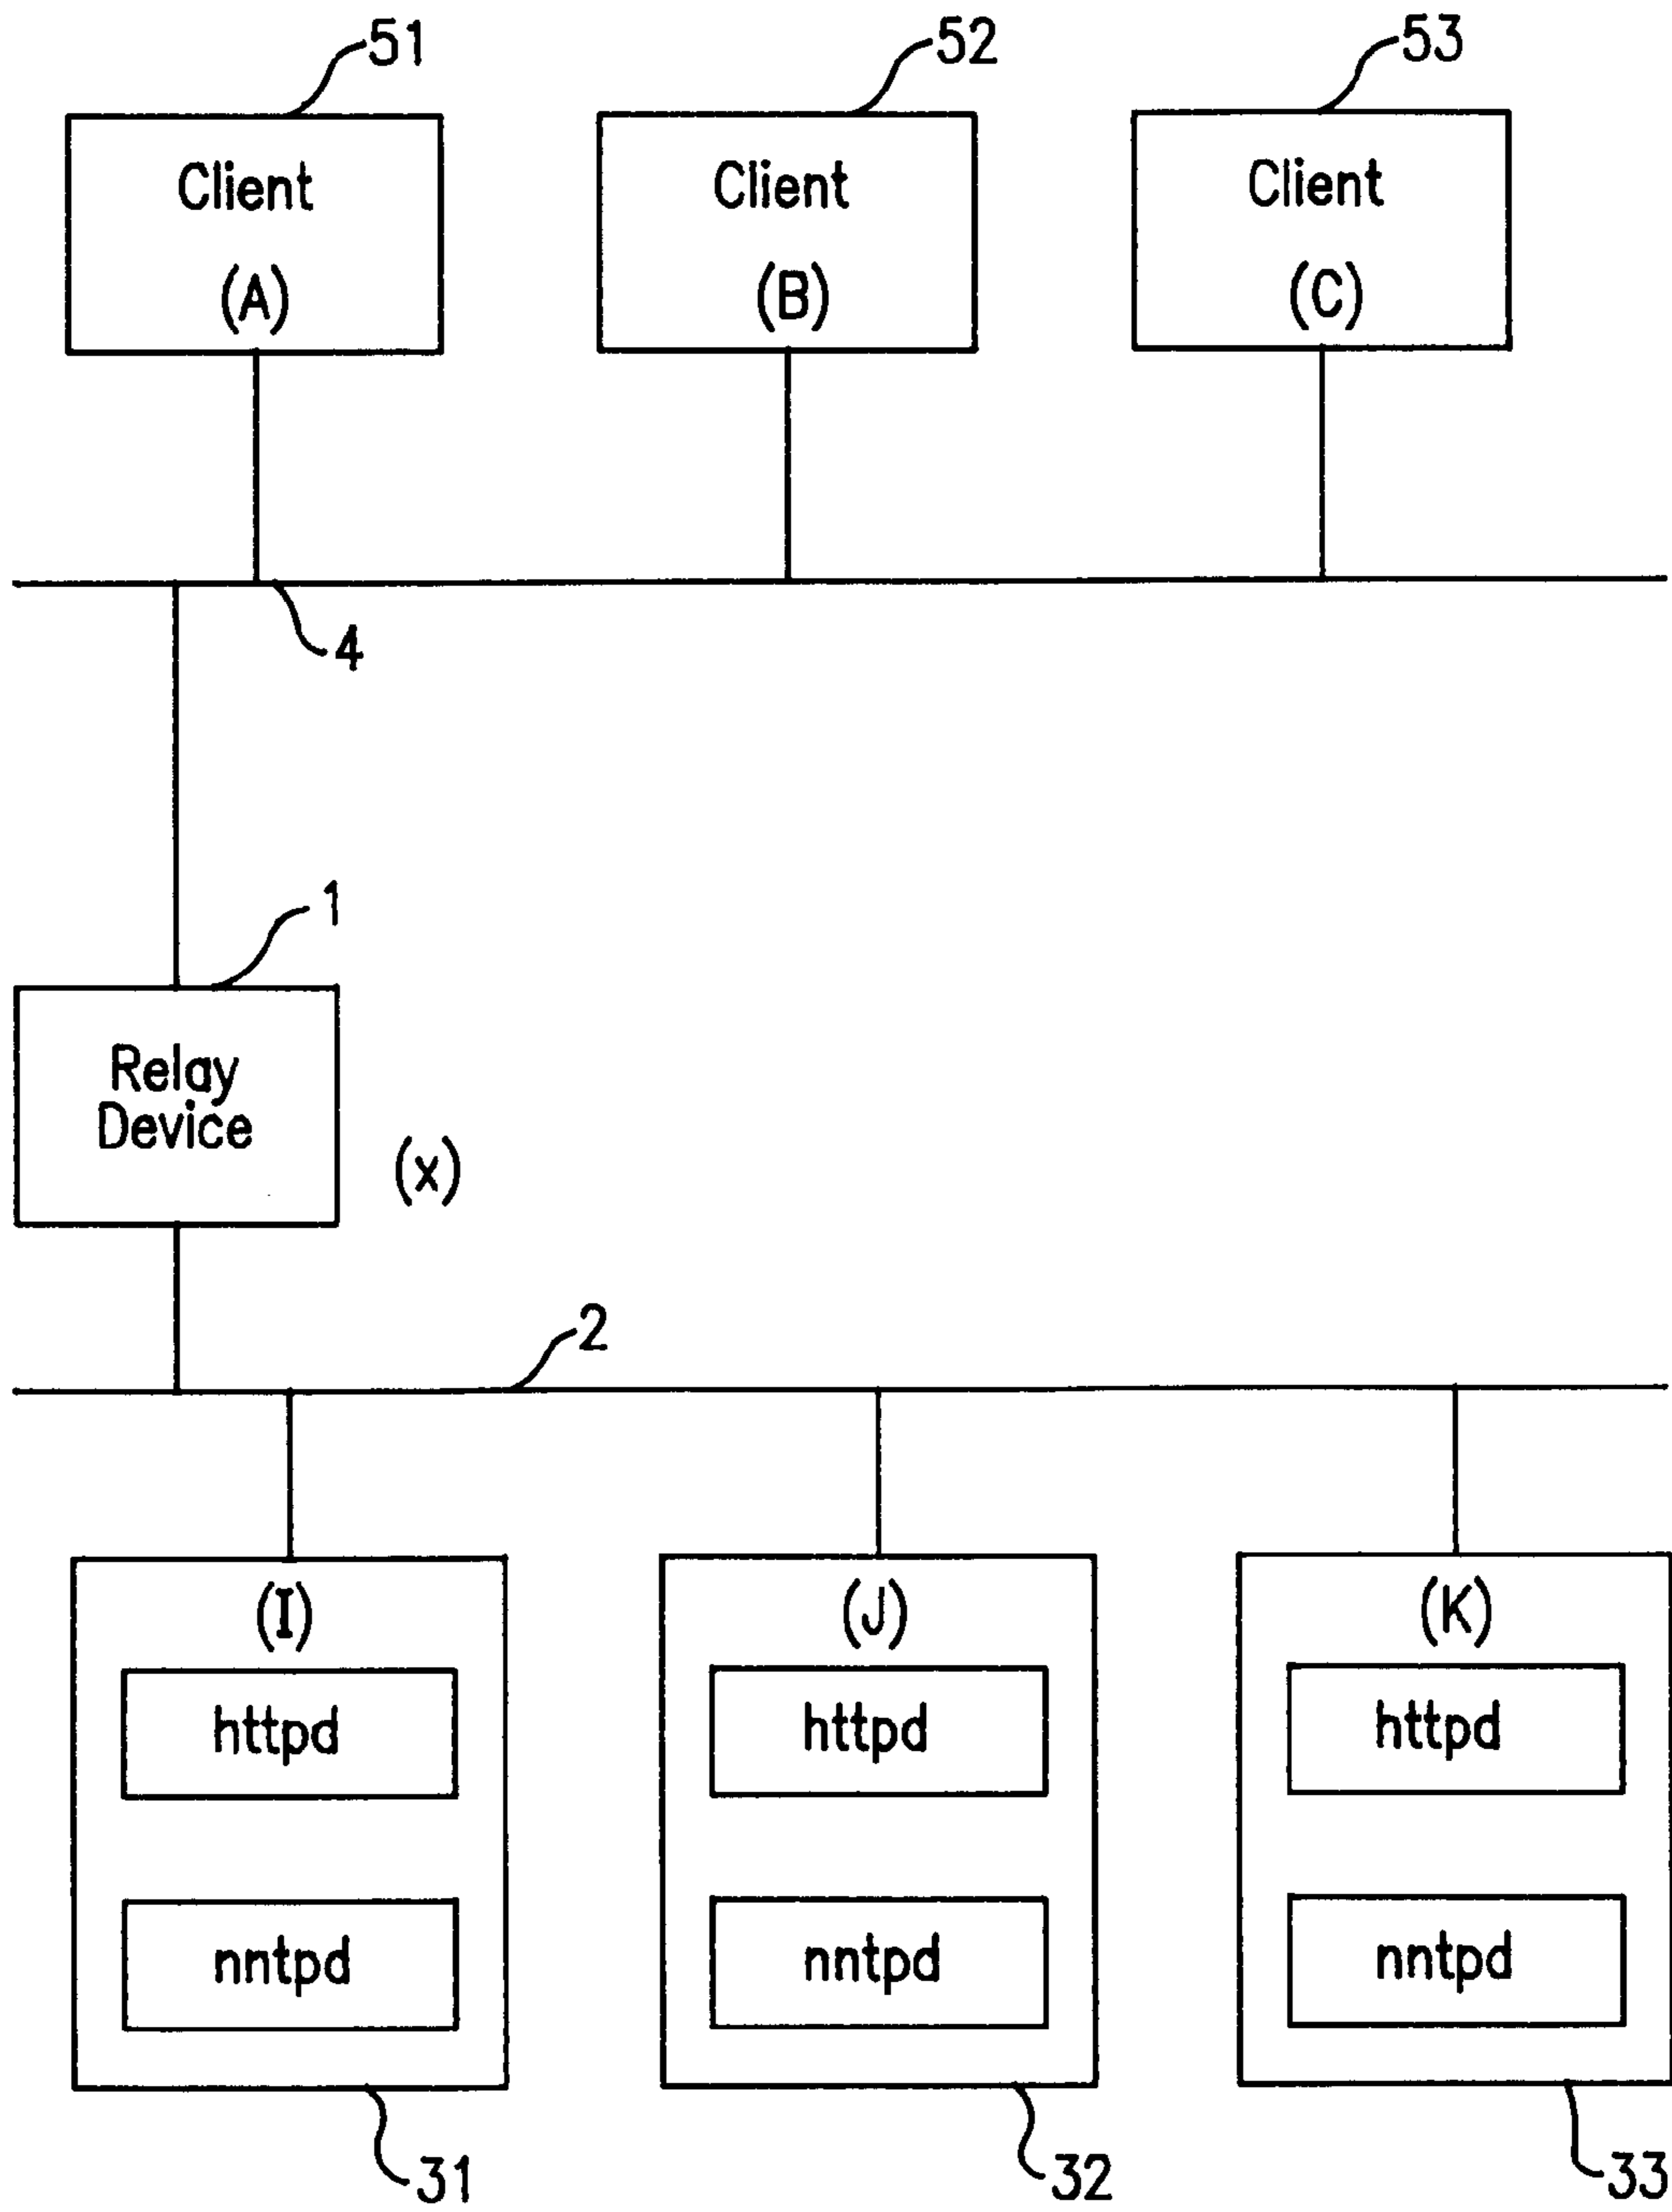 51
52
53
Client
(A)
Client
(B)
Client
(C)
4
1
Relay
Device
(x)
2
(I)
httpd
nntpd
(J)
httpd
nntpd
(K)
httpd
nntpd
31
32
33